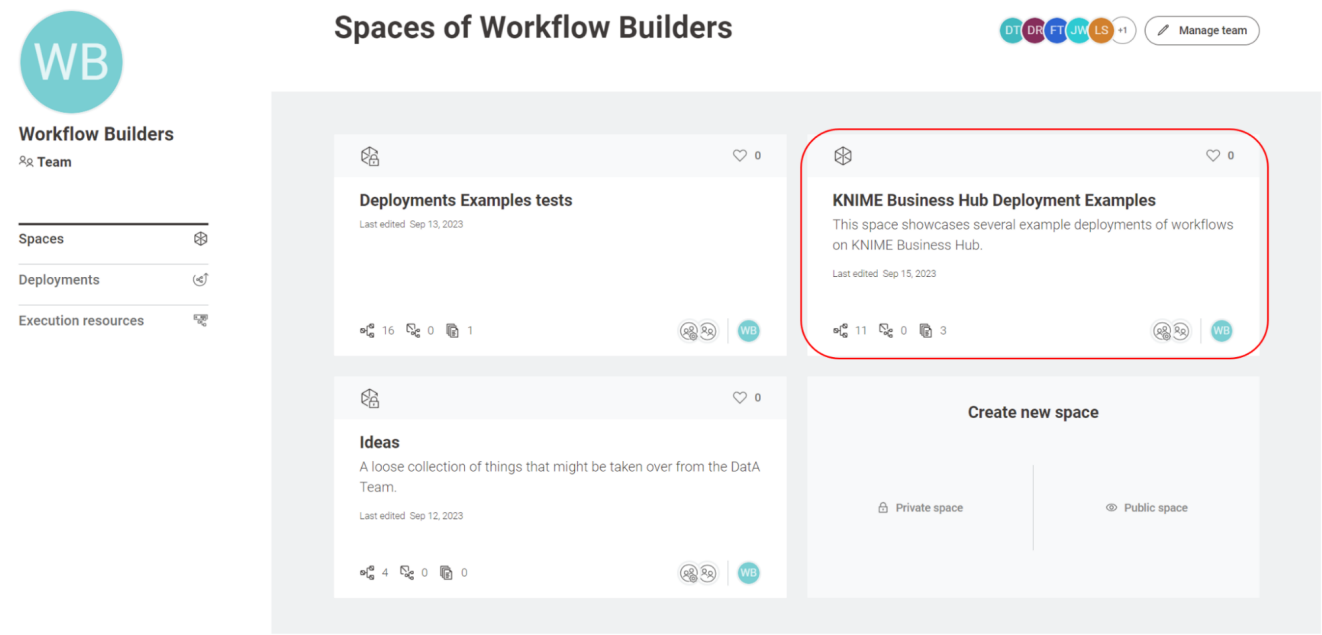 WB
Workflow Builders
Team
Spaces
Deployments
Execution resources
Spaces of Workflow Builders
DT DR FT JW LS +1
Manage team
0
Deployments Examples tests
Last edited Sep 13, 2023
16 0 1
WB
0
KNIME Business Hub Deployment Examples
This space showcases several example deployments of workflows
on KNIME Business Hub.
Last edited Sep 15, 2023
11 0 3
WB
0
Ideas
A loose collection of things that might be taken over from the DatA
Team.
Last edited Sep 12, 2023
4 0 0
WB
Create new space
Private space
Public space